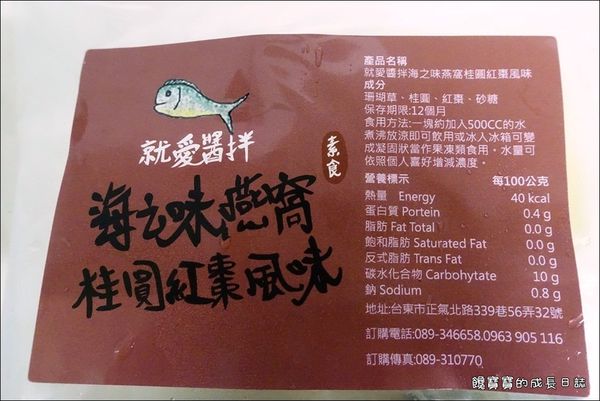 就愛醬拌
素食
海之味燕窩
桂圓紅棗風味
產品名稱
就愛醬拌海之味燕窩桂圓紅棗風味
成分
珊瑚草、桂圓、紅棗、砂糖
保存期限:12個月
食用方法:一塊約加入500CC的水
煮沸放涼即可飲用或冰入冰箱可變
成凝固狀當作果凍類食用。水量可
依照個人喜好增減濃度。
營養標示 每100公克
熱量 Energy 40 kcal
蛋白質 Portein 0.4 g
脂肪 Fat Total 0.0 g
飽和脂肪 Saturated Fat 0.0 g
反式脂肪 Trans Fat 0.0 g
碳水化合物 Carbohytate 10 g
鈉 Sodium 0.8 g
地址:台東市正氣北路339巷56弄32號
訂購電話:089-346658.0963 905 116
訂購傳真:089-310770
饞寶寶的成長日誌